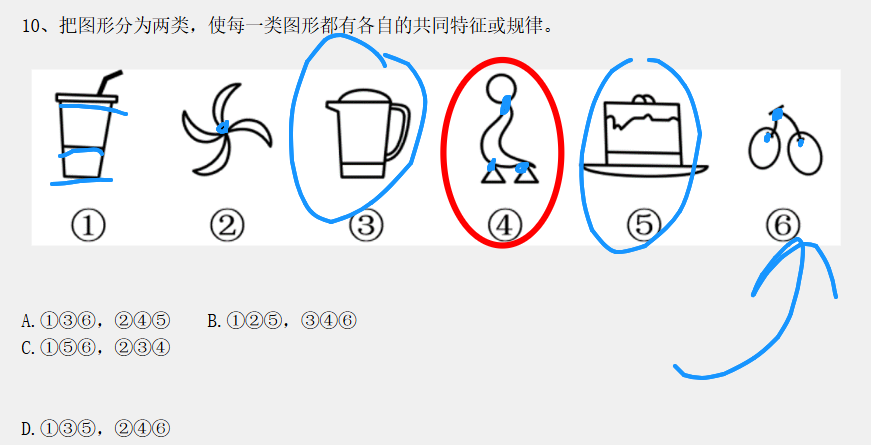 10、把图形分为两类，使每一类图形都有各自的共同特征或规律。
① ② ③ ④ ⑤ ⑥
A.①③⑥，②④⑤ B.①②⑤，③④⑥
C.①⑤⑥，②③④
D.①③⑤，②④⑥